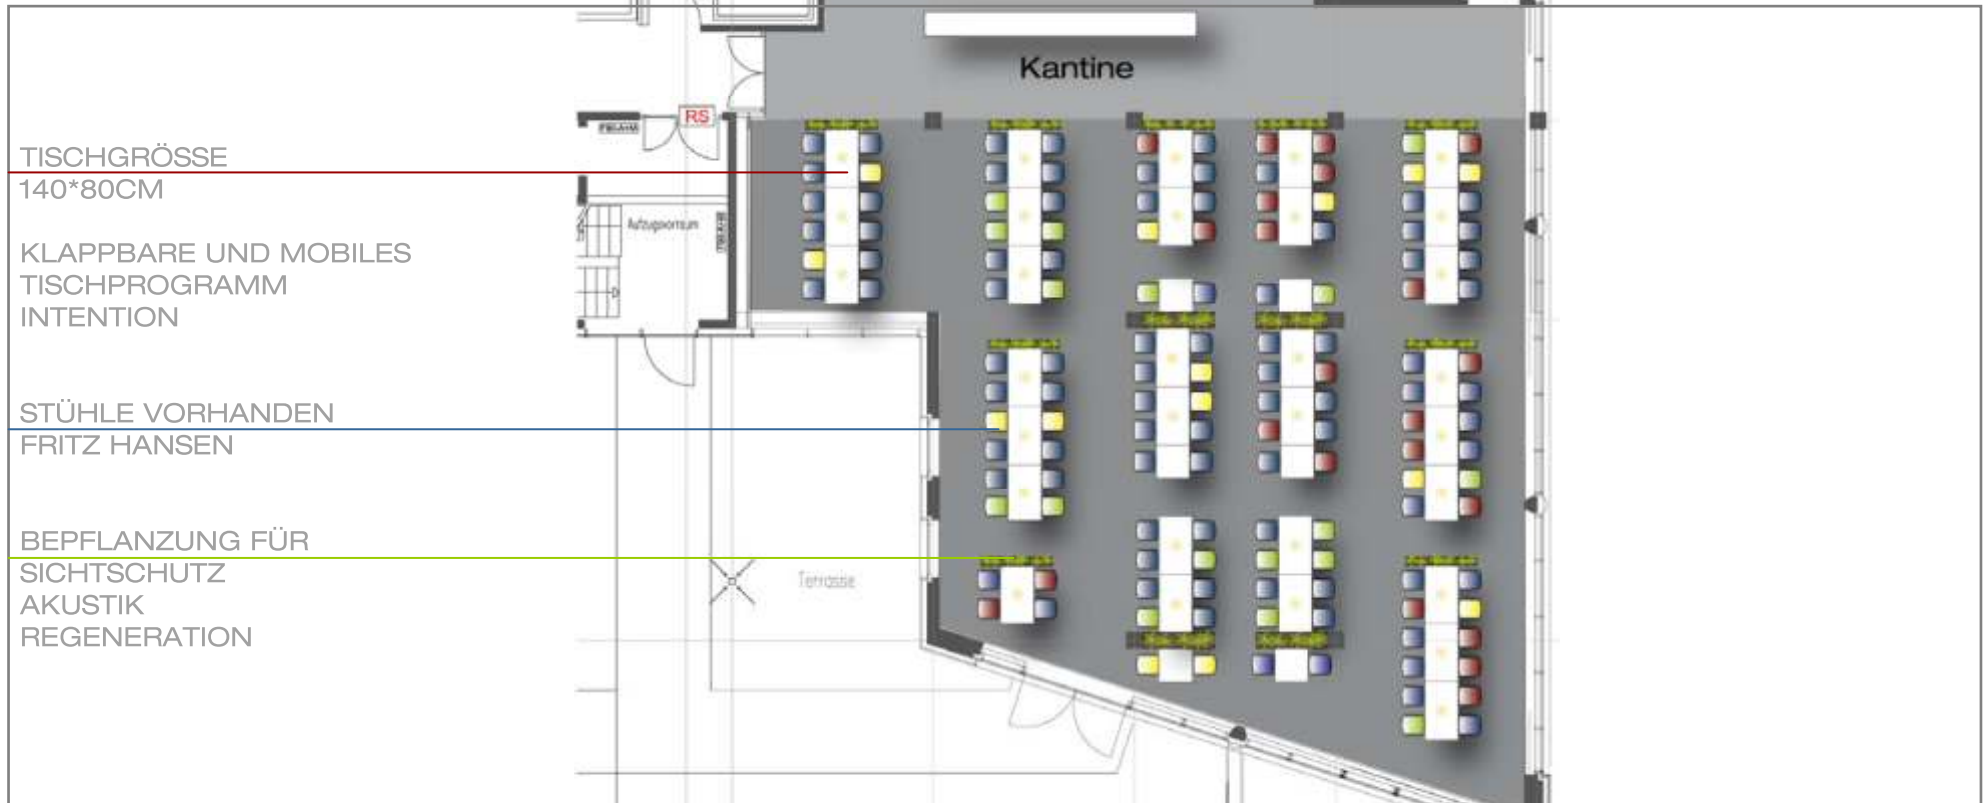 Kantine
RS
TISCHGRÖSSE
140*80CM
Aufzugsvorraum
KLAPPBARE UND MOBILES
TISCHPROGRAMM
INTENTION
STÜHLE VORHANDEN
FRITZ HANSEN
BEPFLANZUNG FÜR
SICHTSCHUTZ
AKUSTIK
REGENERATION
Terrasse